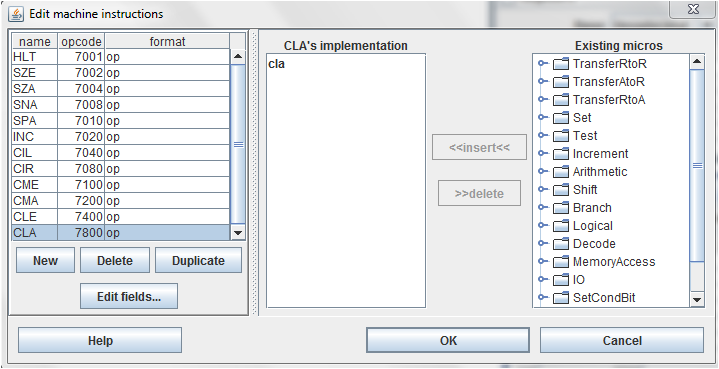 Edit machine instructions
name opcode format
HLT 7001 op
SZE 7002 op
SZA 7004 op
SNA 7008 op
SPA 7010 op
INC 7020 op
CIL 7040 op
CIR 7080 op
CME 7100 op
CMA 7200 op
CLE 7400 op
CLA 7800 op
New Delete Duplicate
Edit fields...
CLA's implementation
cla
<<insert<<
>>delete
Existing micros
TransferRtoR
TransferAtoR
TransferRtoA
Set
Test
Increment
Arithmetic
Shift
Branch
Logical
Decode
MemoryAccess
IO
SetCondBit
Help OK Cancel